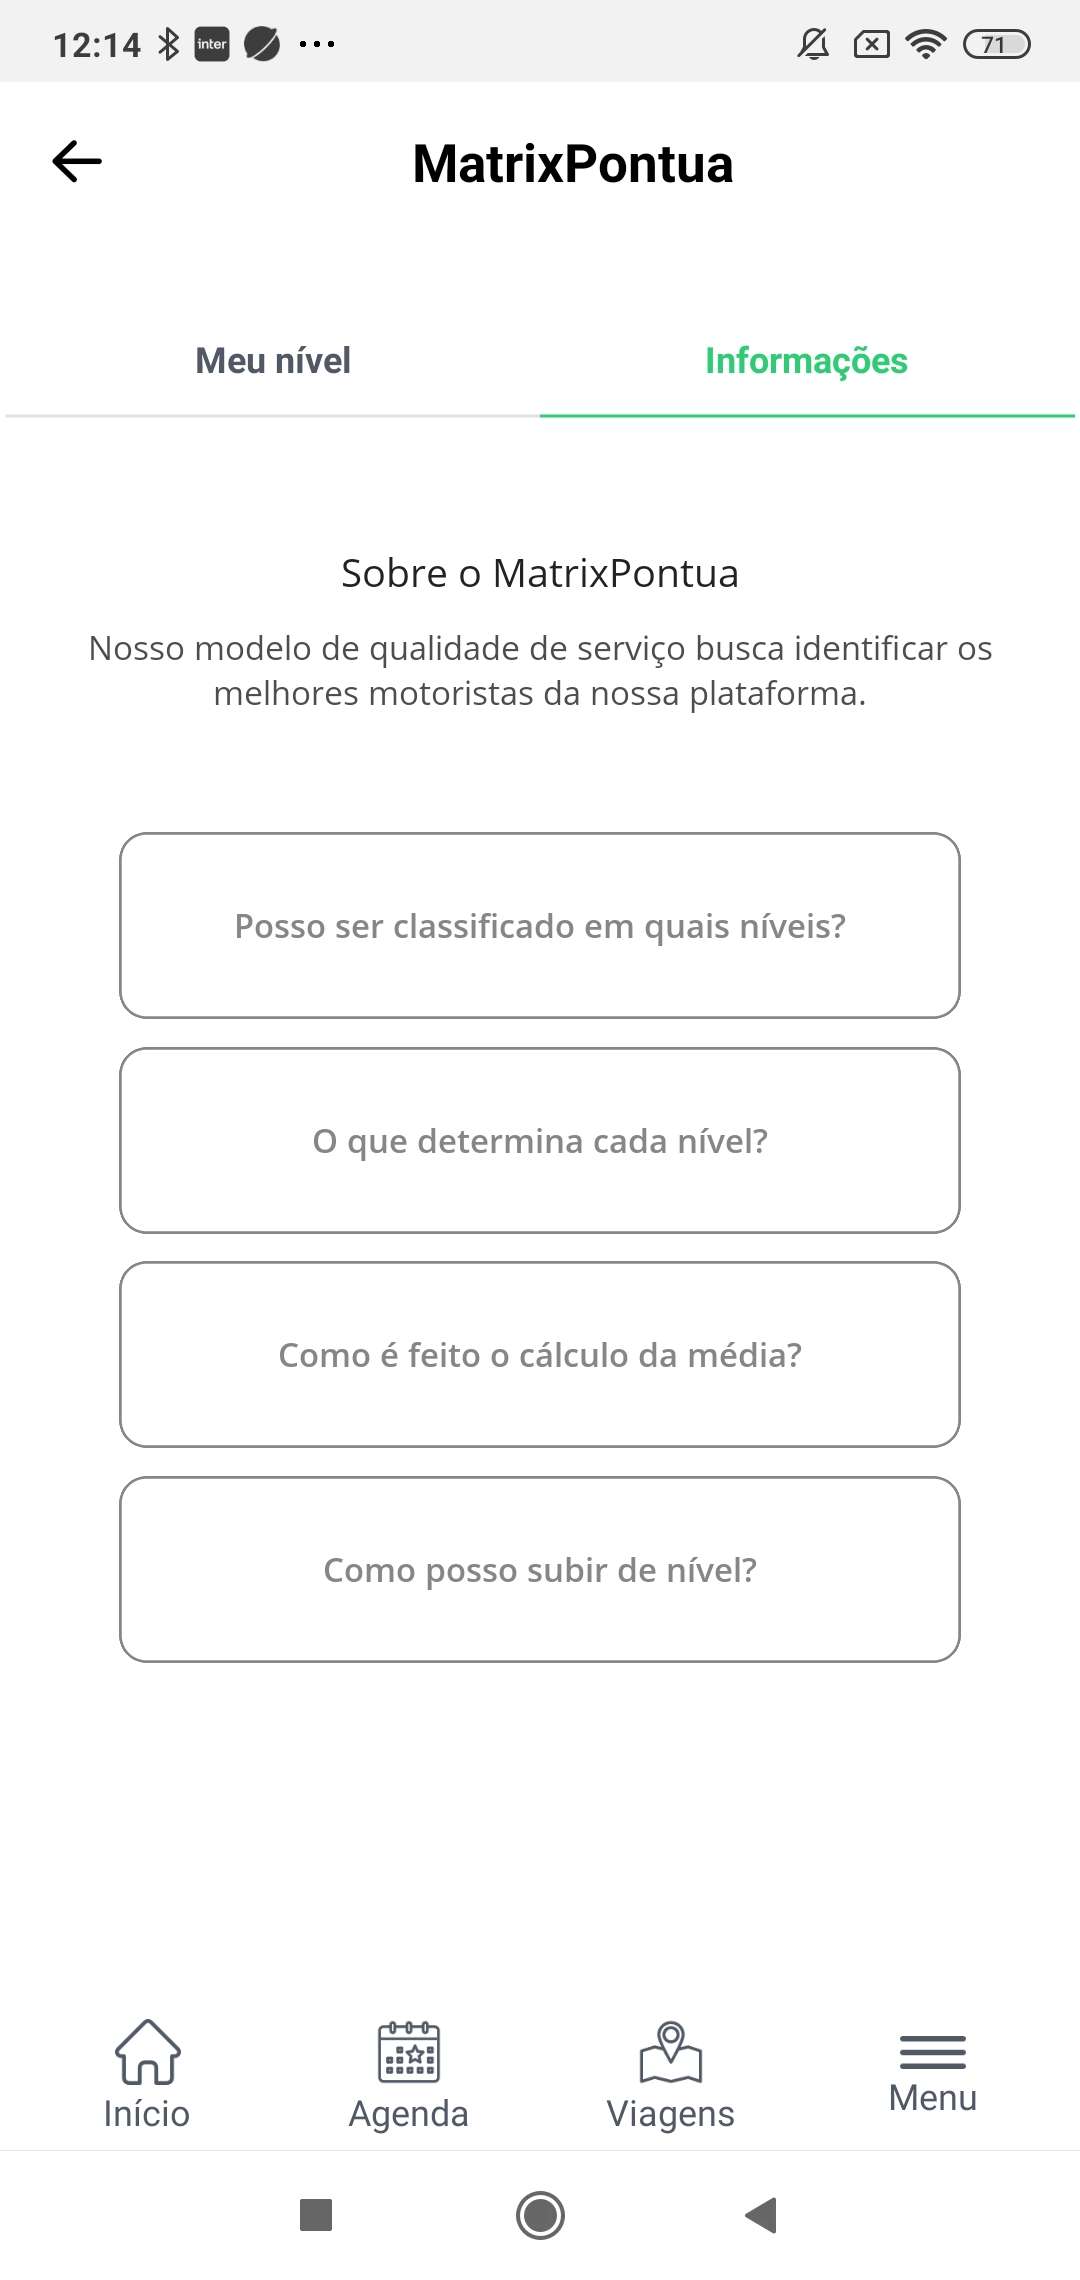 12:14
inter
71
MatrixPontua
Meu nível
Informações
Sobre o MatrixPontua
Nosso modelo de qualidade de serviço busca identificar os
melhores motoristas da nossa plataforma.
Posso ser classificado em quais níveis?
O que determina cada nível?
Como é feito o cálculo da média?
Como posso subir de nível?
Início
Agenda
Viagens
Menu